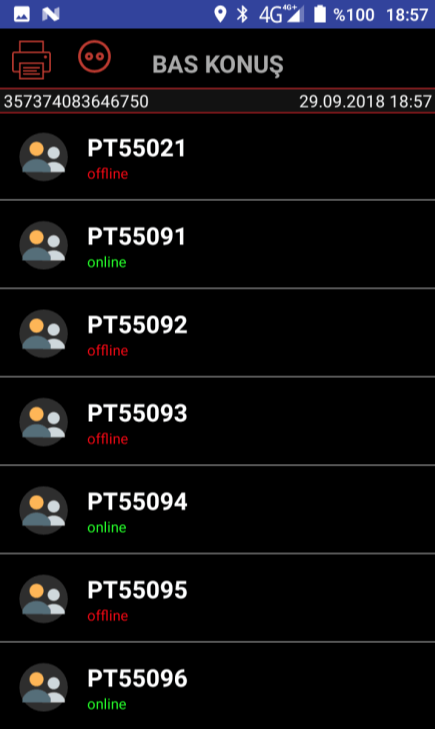 4G 4G+ %100 18:57
BAS KONUŞ
357374083646750 29.09.2018 18:57
PT55021
offline
PT55091
online
PT55092
offline
PT55093
offline
PT55094
online
PT55095
offline
PT55096
online